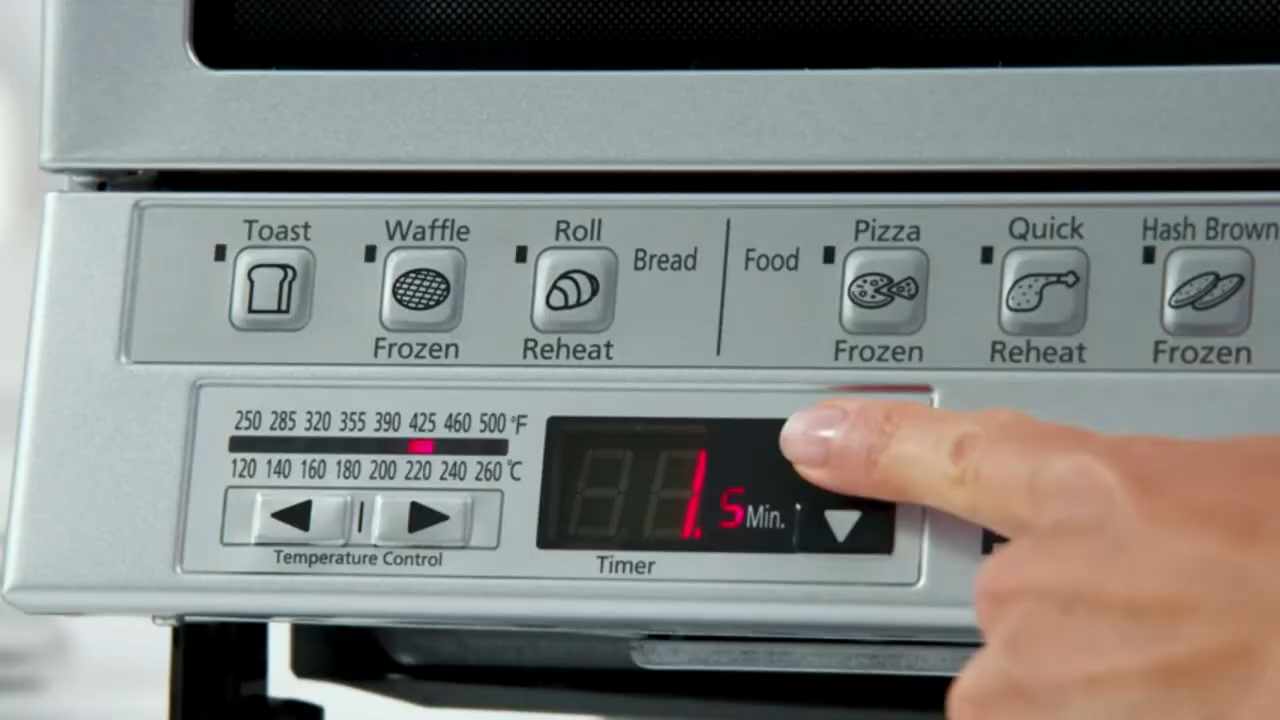 Toast Waffle Roll Pizza Quick Hash Brown
Bread Food
Frozen Reheat Frozen Reheat Frozen
250 285 320 355 390 425 460 500 °F
120 140 160 180 200 220 240 260 °C
1.5 Min.
Temperature Control
Timer